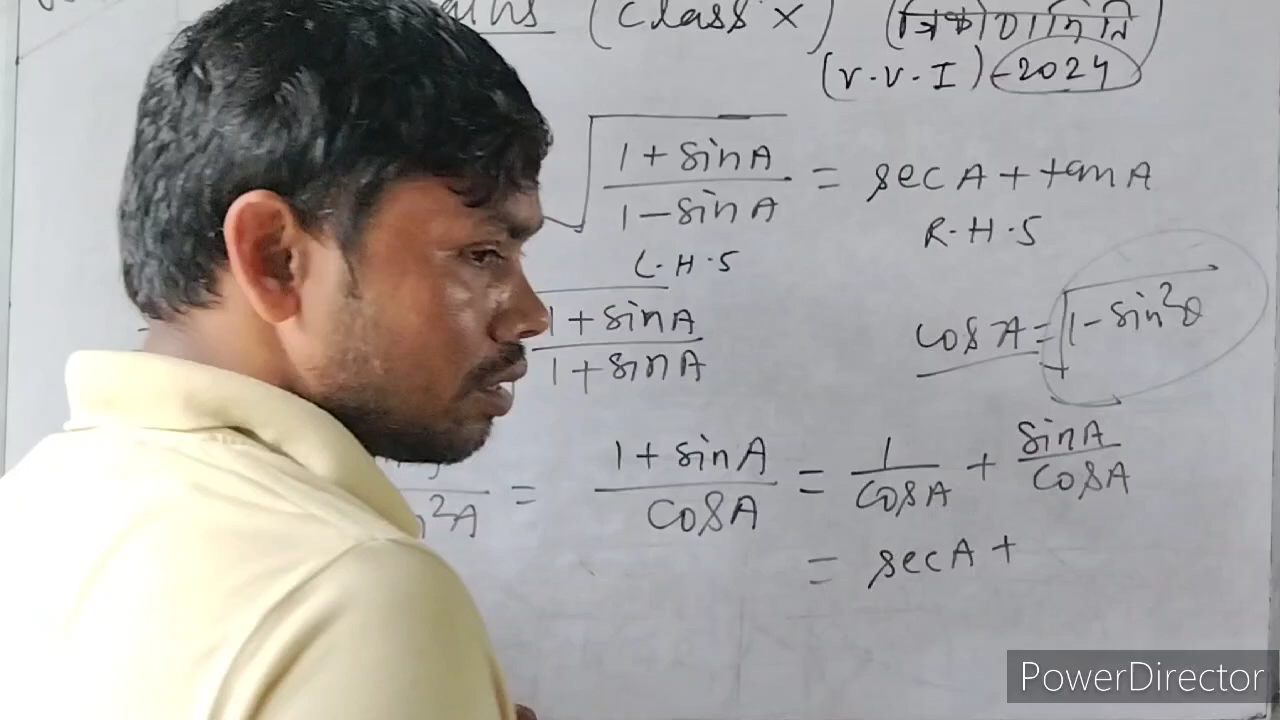 (Class X) (त्रिकोणमिति)
(V.V.I) - 2024
√(1 + sinA / 1 - sinA) = secA + tanA
L.H.S R.H.S
1 + sinA / 1 + sinA
cosA = √1 - sin²θ
1 + sinA / cosA = 1 / cosA + sinA / cosA
= secA +
PowerDirector